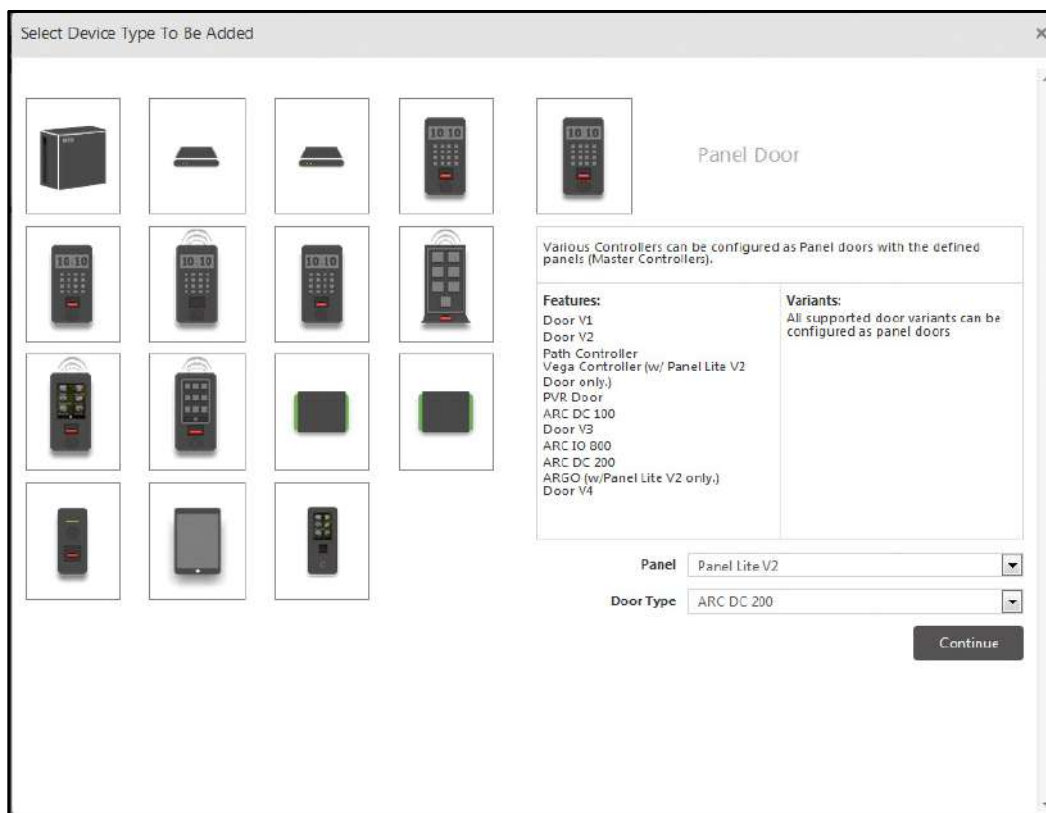 Select Device Type To Be Added
×
10:10
10:10
Panel Door
10:10
10:10
10:10
Various Controllers can be configured as Panel doors with the defined
panels (Master Controllers).
Features:
Door V1
Door V2
Path Controller
Vega Controller (w/ Panel Lite V2
Door only.)
PVR Door
ARC DC 100
Door V3
ARC IO 800
ARC DC 200
ARGO (w/Panel Lite V2 only.)
Door V4
Variants:
All supported door variants can be
configured as panel doors
Panel
Panel Lite V2
Door Type
ARC DC 200
Continue